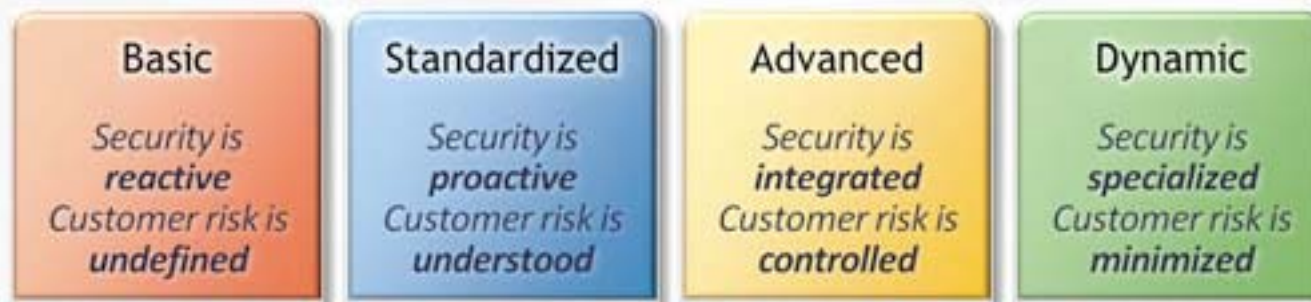 Basic
Security is
reactive
Customer risk is
undefined
Standardized
Security is
proactive
Customer risk is
understood
Advanced
Security is
integrated
Customer risk is
controlled
Dynamic
Security is
specialized
Customer risk is
minimized